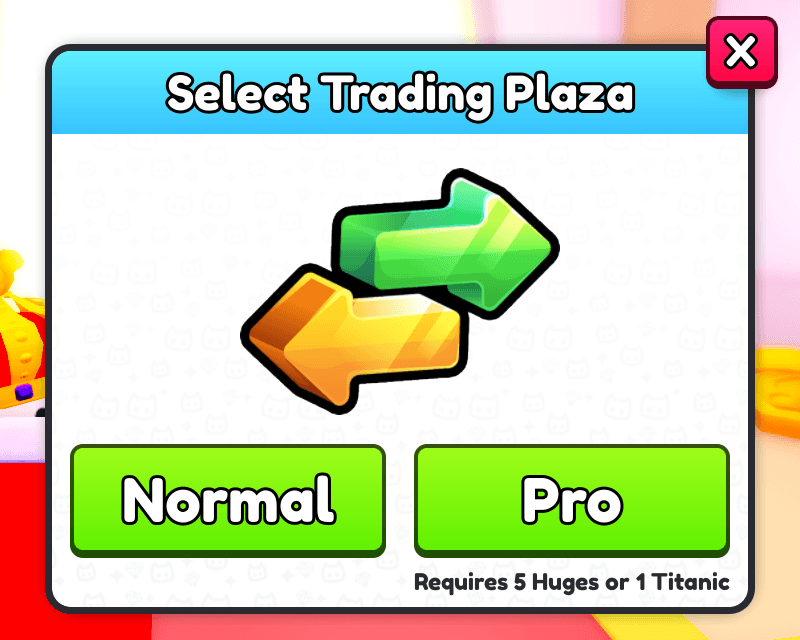 Select Trading Plaza
X
Normal
Pro
Requires 5 Huges or 1 Titanic